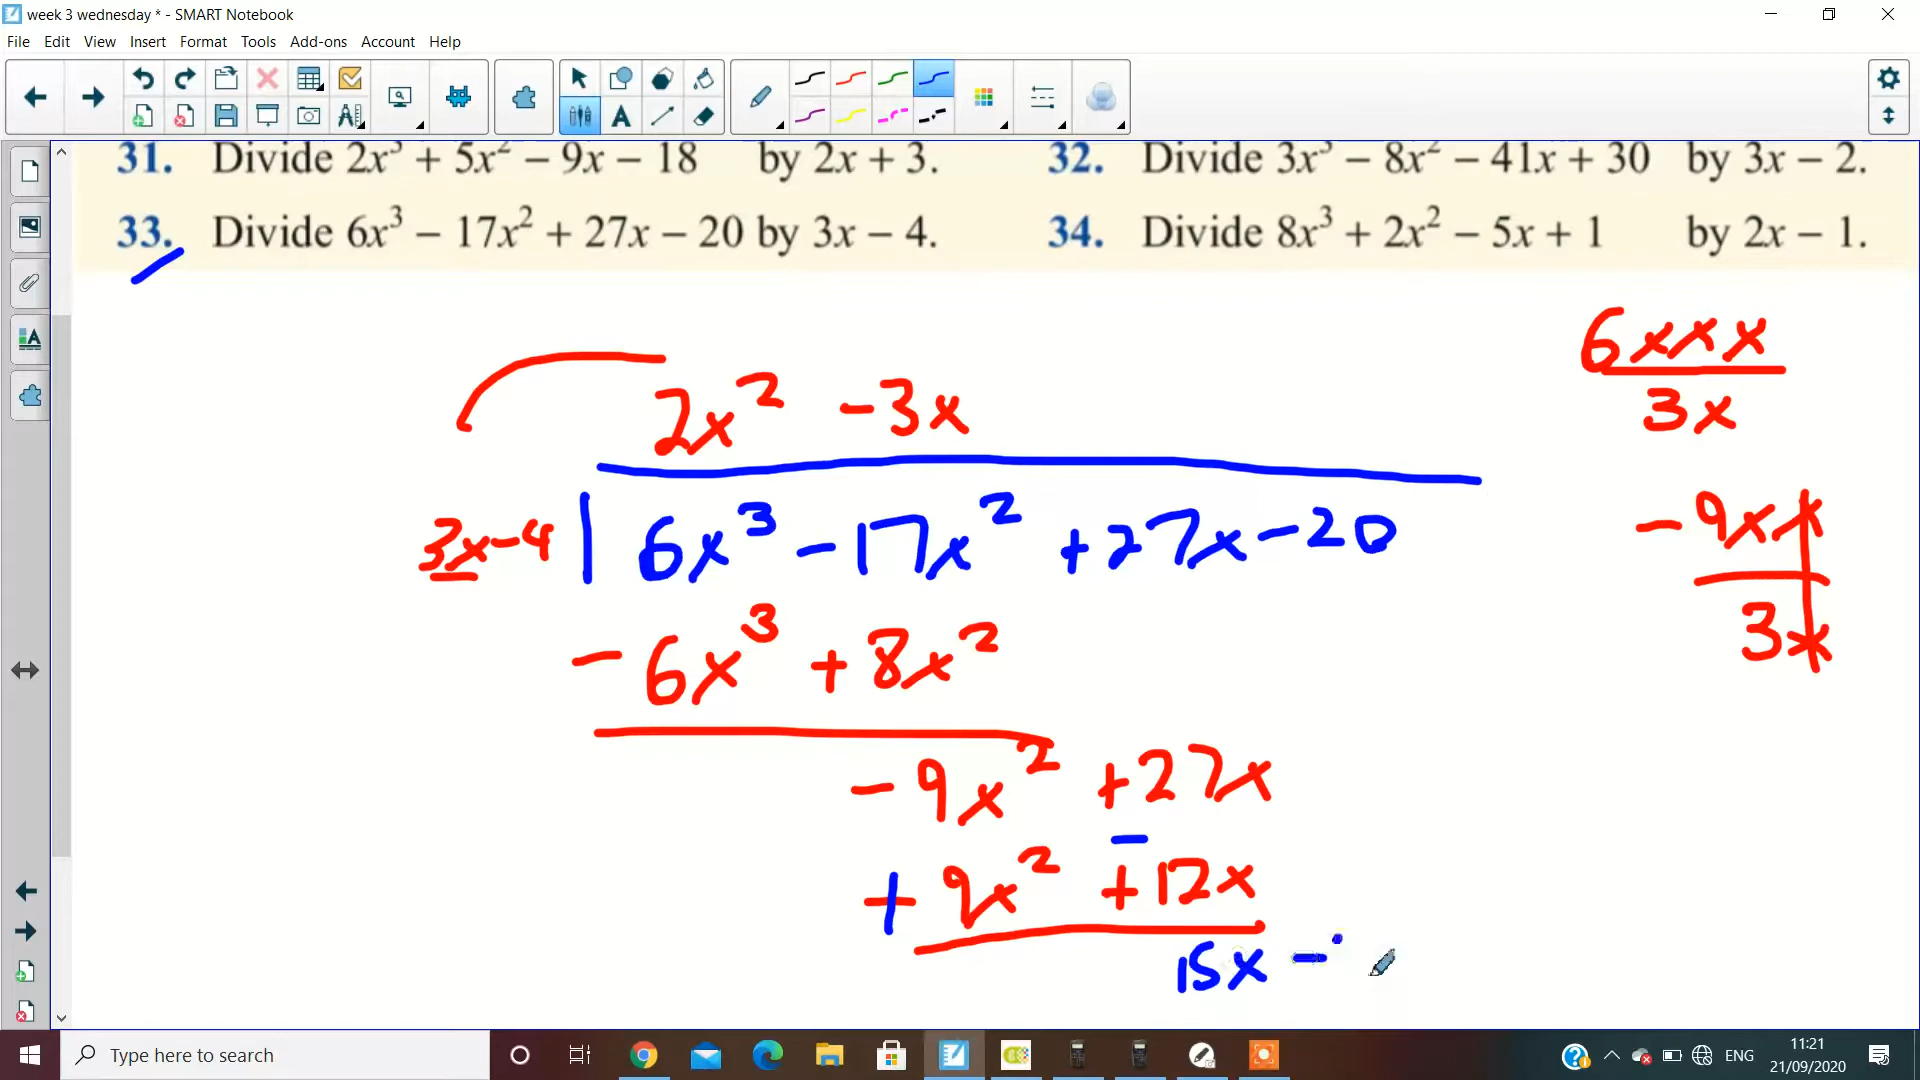 week 3 wednesday * - SMART Notebook
File Edit View Insert Format Tools Add-ons Account Help
31. Divide 2x³ + 5x² − 9x − 18 by 2x + 3. 32. Divide 3x³ − 8x² − 41x + 30 by 3x − 2.
33. Divide 6x³ − 17x² + 27x − 20 by 3x − 4. 34. Divide 8x³ + 2x² − 5x + 1 by 2x − 1.
6xxx
3x
2x² -3x
3x-4 | 6x³ -17x² +27x-20
-9xx
3x
- 6x³ + 8x²
-9x² +27x
−
+ 9x² +12x
15x -
Type here to search
ENG
11:21
21/09/2020